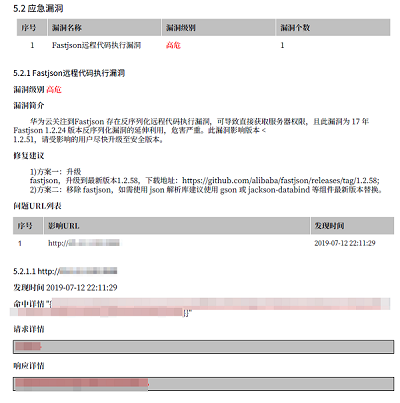 5.2 应急漏洞
序号 漏洞名称 漏洞级别 漏洞个数
1 Fastjson远程代码执行漏洞 高危 1
5.2.1 Fastjson远程代码执行漏洞
漏洞级别 高危
漏洞简介
华为云关注到Fastjson 存在反序列化远程代码执行漏洞，可导致直接获取服务器权限，且此漏洞为 17 年
Fastjson 1.2.24 版本反序列化漏洞的延伸利用，危害严重。此漏洞影响版本 <
1.2.51，请受影响的用户尽快升级至安全版本。
修复建议
1)方案一：升级
fastjson，升级到最新版本1.2.58，下载地址：https://github.com/alibaba/fastjson/releases/tag/1.2.58;
2)方案二：移除 fastjson，如需使用 json 解析库建议使用 gson 或 jackson-databind 等组件最新版本替换。
问题URL列表
序号 影响URL 发现时间
1 http:// 2019-07-12 22:11:29
5.2.1.1 http://
发现时间 2019-07-12 22:11:29
命中详情 "[
]]"
请求详情
响应详情